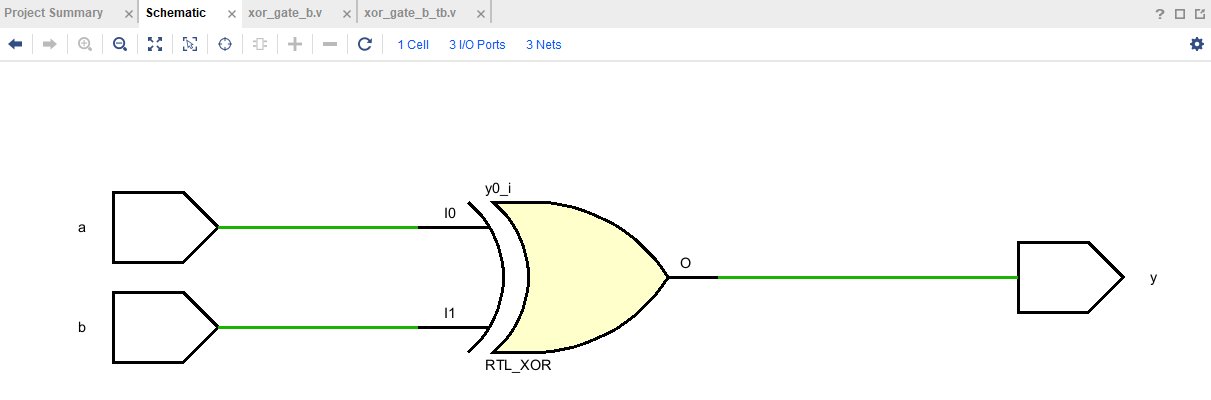 Project Summary × Schematic × xor_gate_b.v × xor_gate_b_tb.v × ?
1 Cell 3 I/O Ports 3 Nets
y0_i
I0
a
O
y
I1
b
RTL_XOR